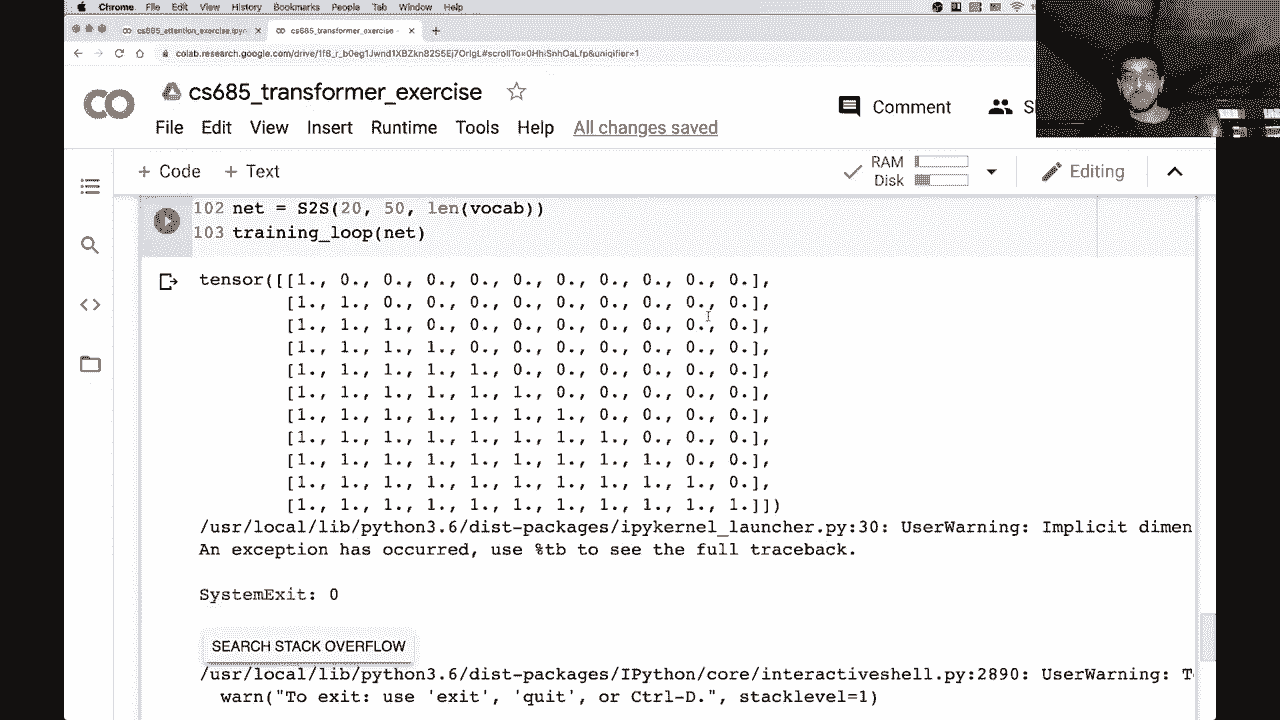 Chrome File Edit View History Bookmarks People Tab Window Help
cs685_attention_exercise.ipyn
cs685_transformer_exercise -
CO
cs685_transformer_exercise
File Edit View Insert Runtime Tools Help All changes saved
Comment
S
+ Code + Text
RAM
Disk
Editing
102 net = S2S(20, 50, len(vocab))
103 training_loop(net)
tensor([[1., 0., 0., 0., 0., 0., 0., 0., 0., 0., 0.],
[1., 1., 0., 0., 0., 0., 0., 0., 0., 0., 0.],
[1., 1., 1., 0., 0., 0., 0., 0., 0., 0., 0.],
[1., 1., 1., 1., 0., 0., 0., 0., 0., 0., 0.],
[1., 1., 1., 1., 1., 0., 0., 0., 0., 0., 0.],
[1., 1., 1., 1., 1., 1., 0., 0., 0., 0., 0.],
[1., 1., 1., 1., 1., 1., 1., 0., 0., 0., 0.],
[1., 1., 1., 1., 1., 1., 1., 1., 0., 0., 0.],
[1., 1., 1., 1., 1., 1., 1., 1., 1., 0., 0.],
[1., 1., 1., 1., 1., 1., 1., 1., 1., 1., 0.],
[1., 1., 1., 1., 1., 1., 1., 1., 1., 1., 1.]])
/usr/local/lib/python3.6/dist-packages/ipykernel_launcher.py:30: UserWarning: Implicit dimen
An exception has occurred, use %tb to see the full traceback.
SystemExit: 0
SEARCH STACK OVERFLOW
/usr/local/lib/python3.6/dist-packages/IPython/core/interactiveshell.py:2890: UserWarning: T
warn("To exit: use 'exit', 'quit', or Ctrl-D.", stacklevel=1)